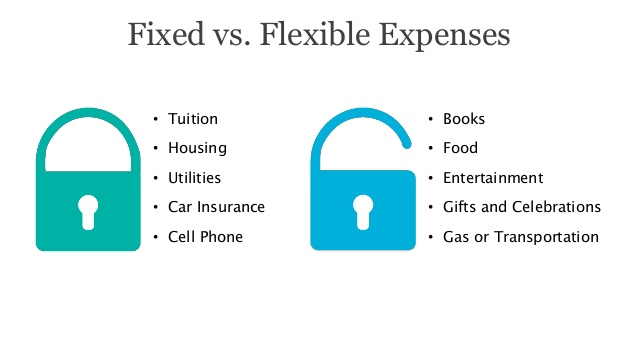 Fixed vs. Flexible Expenses
• Tuition
• Housing
• Utilities
• Car Insurance
• Cell Phone
• Books
• Food
• Entertainment
• Gifts and Celebrations
• Gas or Transportation